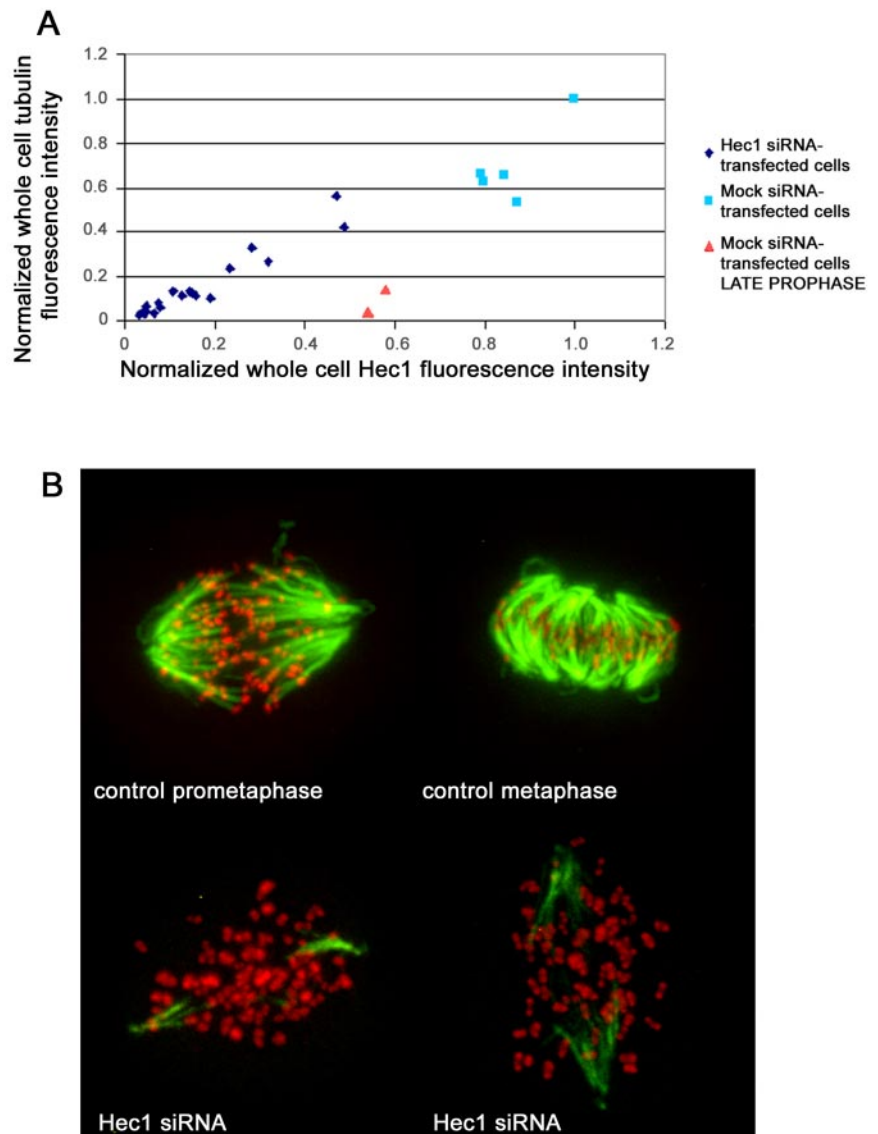 A
Normalized whole cell tubulin
fluorescence intensity
1.2
1.0
0.8
0.6
0.4
0.2
0
0 0.2 0.4 0.6 0.8 1.0 1.2
Normalized whole cell Hec1 fluorescence intensity
Hec1 siRNA-
transfected cells
Mock siRNA-
transfected cells
Mock siRNA-
transfected cells
LATE PROPHASE
B
control prometaphase
control metaphase
Hec1 siRNA
Hec1 siRNA